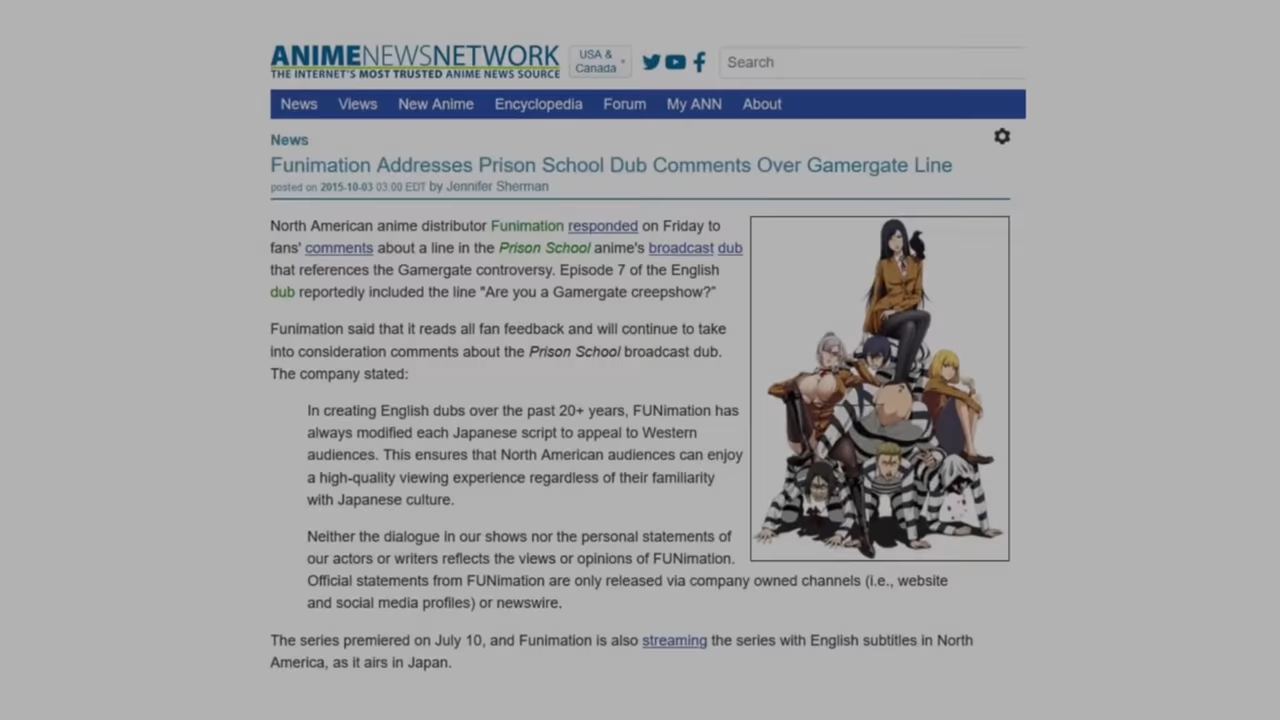 ANIMENEWSNETWORK
THE INTERNET'S MOST TRUSTED ANIME NEWS SOURCE
USA &
Canada
Search
News Views New Anime Encyclopedia Forum My ANN About
News
Funimation Addresses Prison School Dub Comments Over Gamergate Line
posted on 2015-10-03 03:00 EDT by Jennifer Sherman
North American anime distributor Funimation responded on Friday to
fans' comments about a line in the Prison School anime's broadcast dub
that references the Gamergate controversy. Episode 7 of the English
dub reportedly included the line "Are you a Gamergate creepshow?"
Funimation said that it reads all fan feedback and will continue to take
into consideration comments about the Prison School broadcast dub.
The company stated:
In creating English dubs over the past 20+ years, FUNimation has
always modified each Japanese script to appeal to Western
audiences. This ensures that North American audiences can enjoy
a high-quality viewing experience regardless of their familiarity
with Japanese culture.
Neither the dialogue in our shows nor the personal statements of
our actors or writers reflects the views or opinions of FUNimation.
Official statements from FUNimation are only released via company owned channels (i.e., website
and social media profiles) or newswire.
The series premiered on July 10, and Funimation is also streaming the series with English subtitles in North
America, as it airs in Japan.